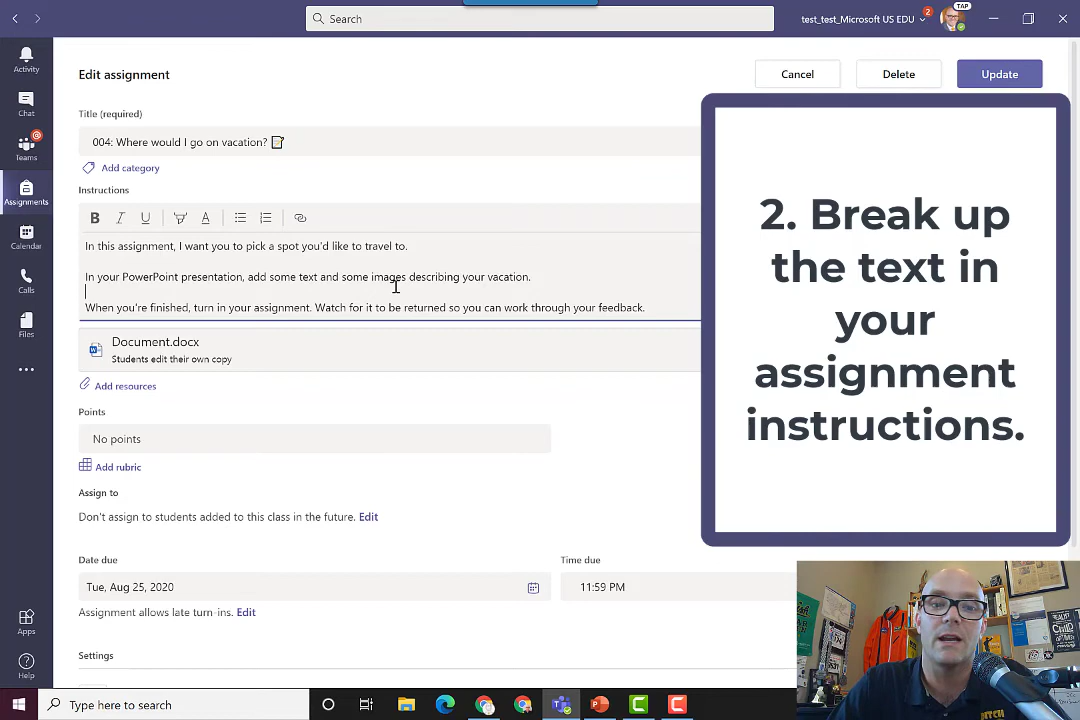 Search
test_test_Microsoft US EDU
2
TAP
Activity
Chat
Teams
Assignments
Calendar
Calls
Files
Apps
Help
Edit assignment
Cancel
Delete
Update
Title (required)
004: Where would I go on vacation? 📝
Add category
Instructions
B I U A
In this assignment, I want you to pick a spot you'd like to travel to.
In your PowerPoint presentation, add some text and some images describing your vacation.
When you're finished, turn in your assignment. Watch for it to be returned so you can work through your feedback.
Document.docx
Students edit their own copy
Add resources
Points
No points
Add rubric
Assign to
Don't assign to students added to this class in the future. Edit
Date due
Time due
Tue, Aug 25, 2020
11:59 PM
Assignment allows late turn-ins. Edit
Settings
2. Break up
the text in
your
assignment
instructions.
Type here to search